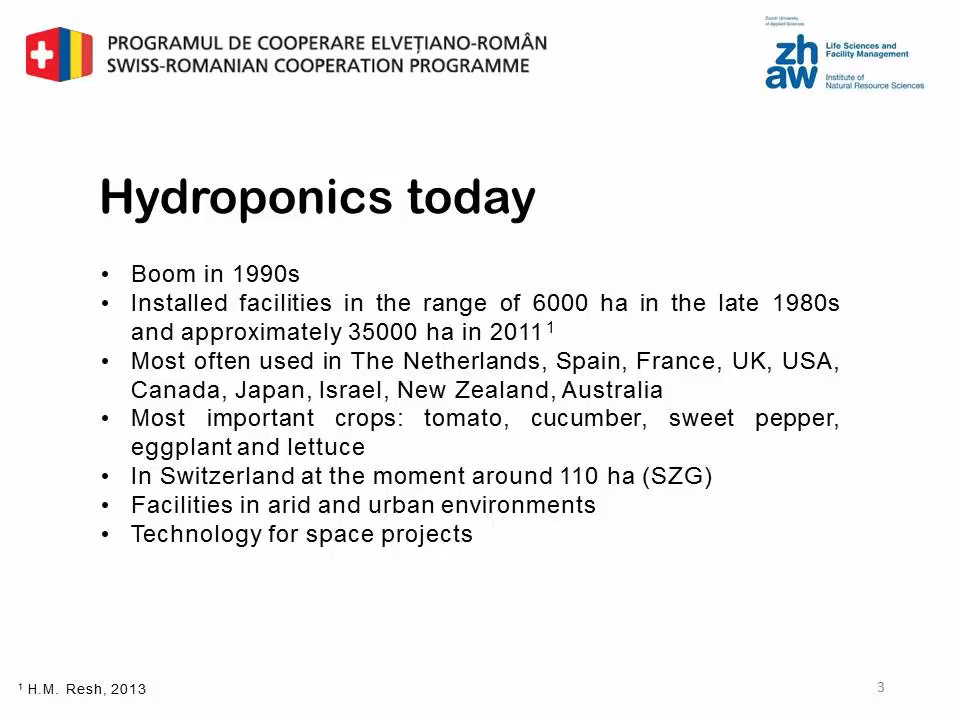 PROGRAMUL DE COOPERARE ELVEȚIANO-ROMÂN
SWISS-ROMANIAN COOPERATION PROGRAMME
Zurich University
of Applied Sciences
zh
aw
Life Sciences and
Facility Management
Institute of
Natural Resource Sciences
Hydroponics today
• Boom in 1990s
• Installed facilities in the range of 6000 ha in the late 1980s
and approximately 35000 ha in 2011 ¹
• Most often used in The Netherlands, Spain, France, UK, USA,
Canada, Japan, Israel, New Zealand, Australia
• Most important crops: tomato, cucumber, sweet pepper,
eggplant and lettuce
• In Switzerland at the moment around 110 ha (SZG)
• Facilities in arid and urban environments
• Technology for space projects
¹ H.M. Resh, 2013
3